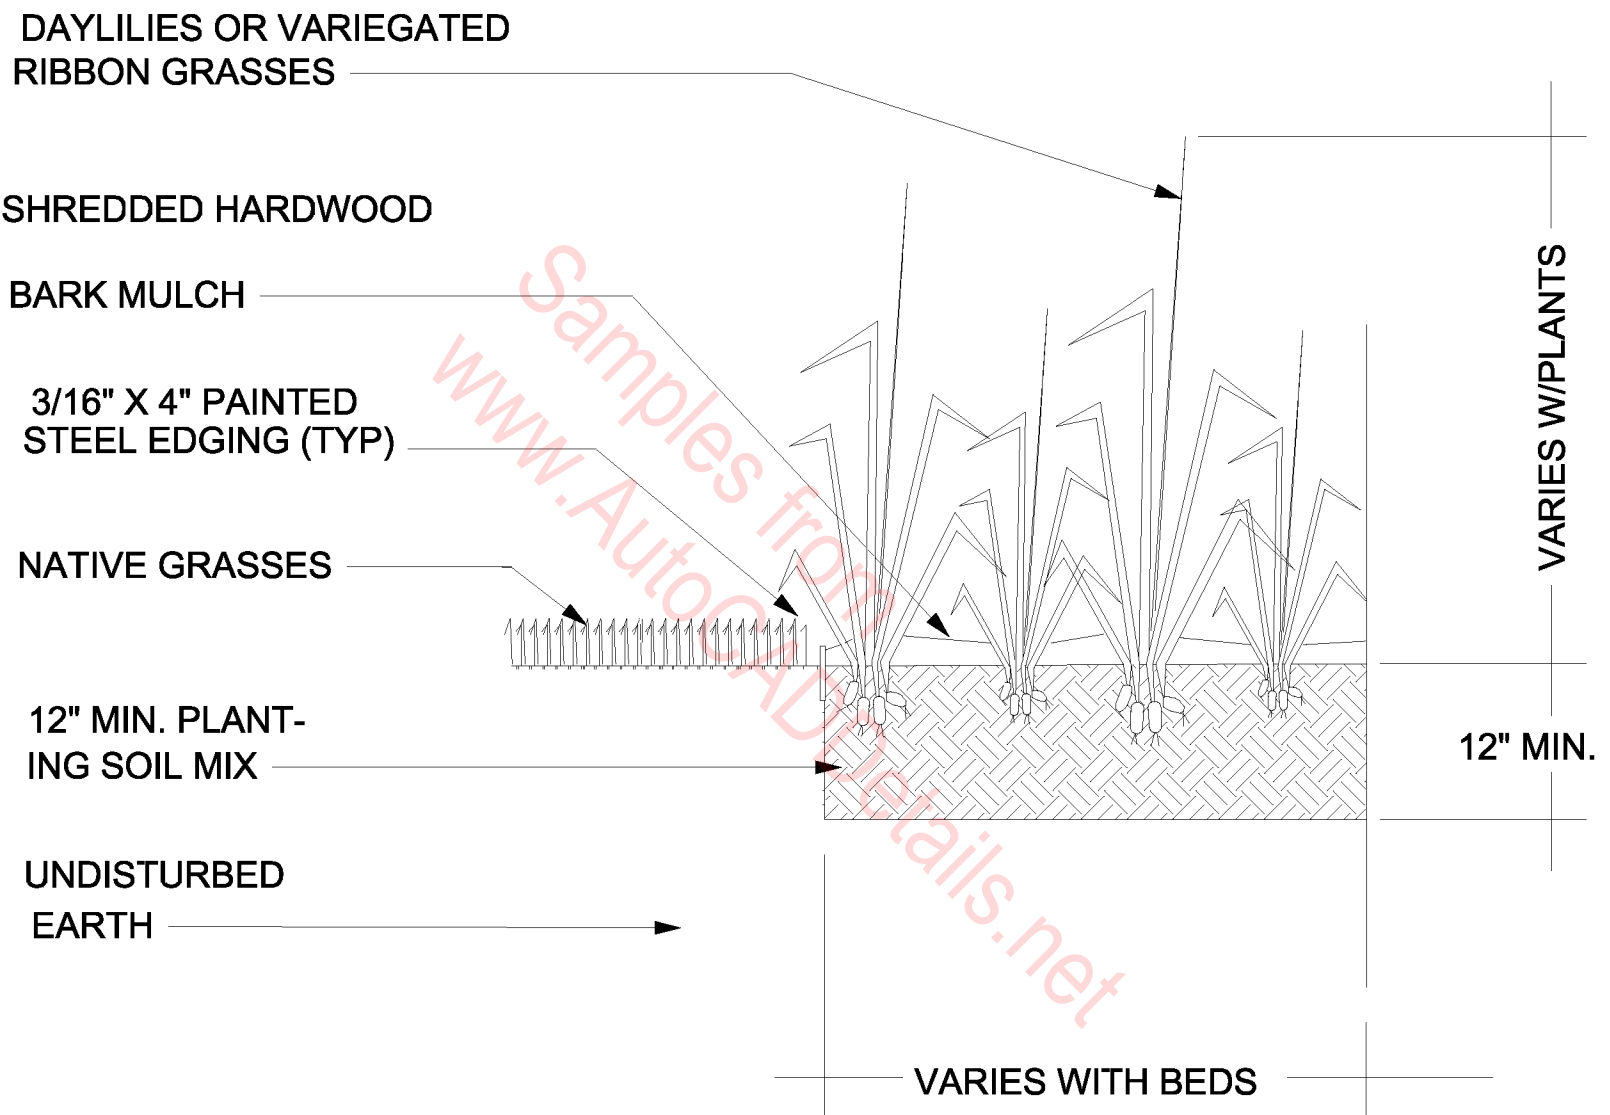 DAYLILIES OR VARIEGATED
RIBBON GRASSES
SHREDDED HARDWOOD
BARK MULCH
3/16" X 4" PAINTED
STEEL EDGING (TYP)
NATIVE GRASSES
12" MIN. PLANT-
ING SOIL MIX
UNDISTURBED
EARTH
VARIES W/PLANTS
12" MIN.
VARIES WITH BEDS
Samples from
www.AutoCADDetails.net